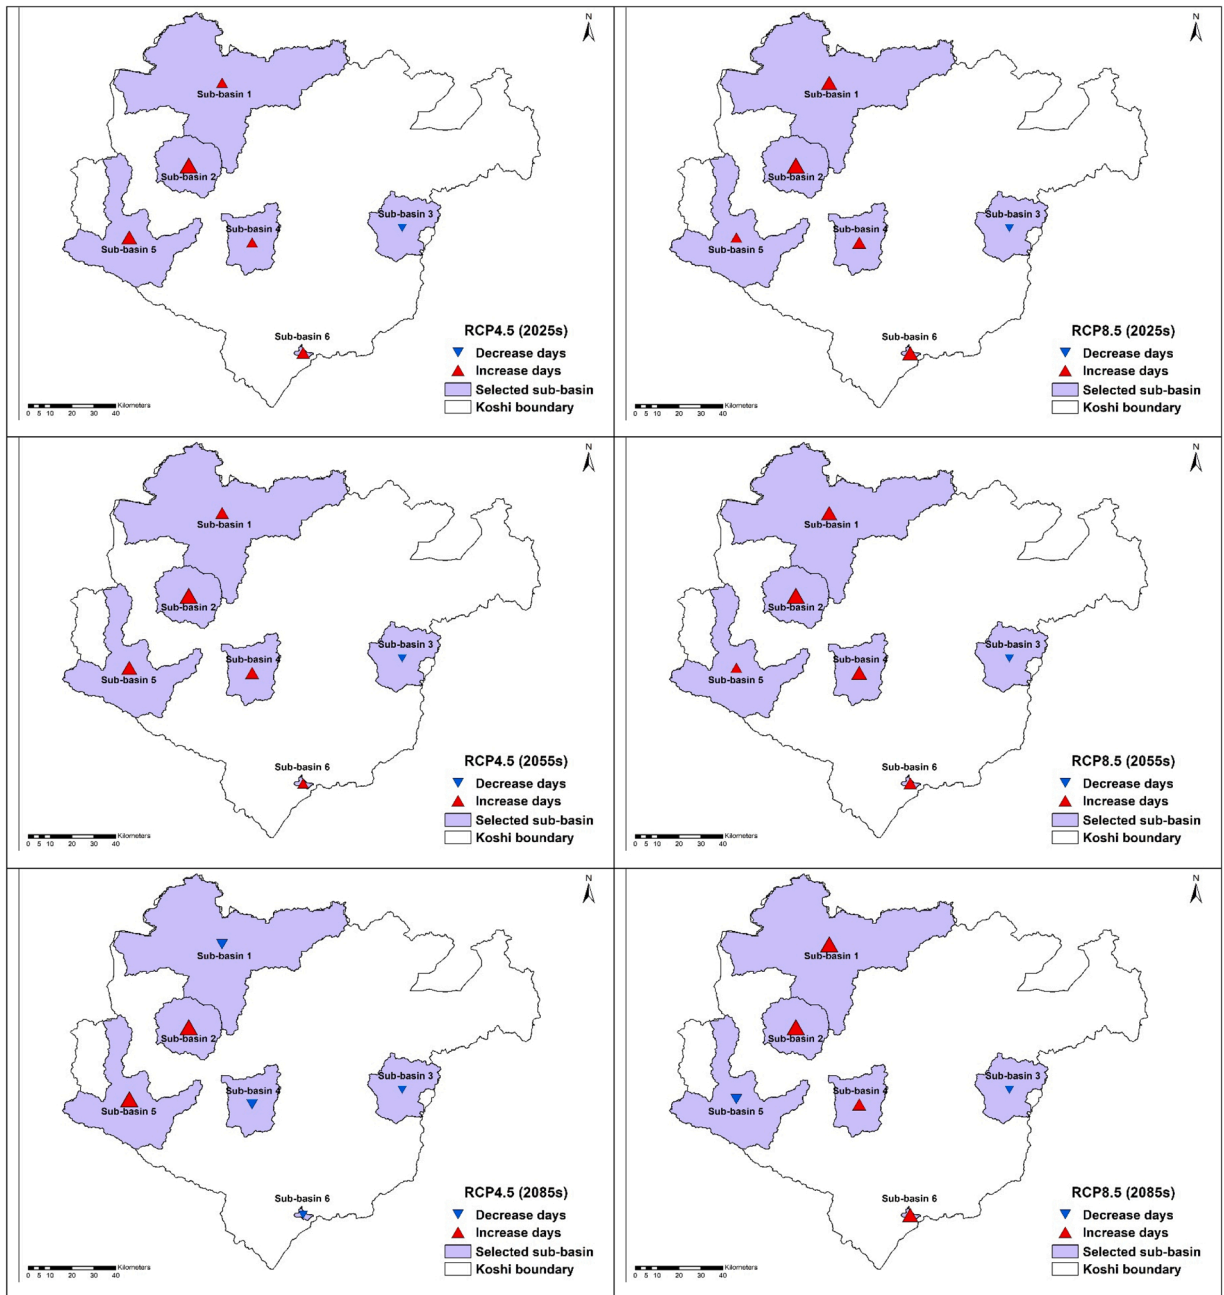 N
Sub-basin 1
Sub-basin 2
Sub-basin 3
Sub-basin 4
Sub-basin 5
Sub-basin 6
RCP4.5 (2025s)
Decrease days
Increase days
Selected sub-basin
Koshi boundary
Kilometers
0 5 10 20 30 40
N
Sub-basin 1
Sub-basin 2
Sub-basin 3
Sub-basin 4
Sub-basin 5
Sub-basin 6
RCP8.5 (2025s)
Decrease days
Increase days
Selected sub-basin
Koshi boundary
Kilometers
0 5 10 20 30 40
N
Sub-basin 1
Sub-basin 2
Sub-basin 3
Sub-basin 4
Sub-basin 5
Sub-basin 6
RCP4.5 (2055s)
Decrease days
Increase days
Selected sub-basin
Koshi boundary
Kilometers
0 5 10 20 30 40
N
Sub-basin 1
Sub-basin 2
Sub-basin 3
Sub-basin 4
Sub-basin 5
Sub-basin 6
RCP8.5 (2055s)
Decrease days
Increase days
Selected sub-basin
Koshi boundary
Kilometers
0 5 10 20 30 40
N
Sub-basin 1
Sub-basin 2
Sub-basin 3
Sub-basin 4
Sub-basin 5
Sub-basin 6
RCP4.5 (2085s)
Decrease days
Increase days
Selected sub-basin
Koshi boundary
Kilometers
0 5 10 20 30 40
N
Sub-basin 1
Sub-basin 2
Sub-basin 3
Sub-basin 4
Sub-basin 5
Sub-basin 6
RCP8.5 (2085s)
Decrease days
Increase days
Selected sub-basin
Koshi boundary
Kilometers
0 5 10 20 30 40